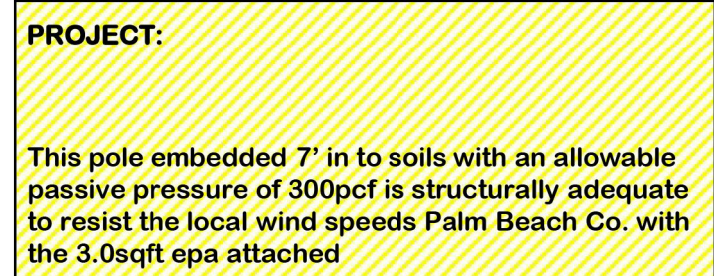 PROJECT:
This pole embedded 7' in to soils with an allowable
passive pressure of 300pcf is structurally adequate
to resist the local wind speeds Palm Beach Co. with
the 3.0sqft epa attached